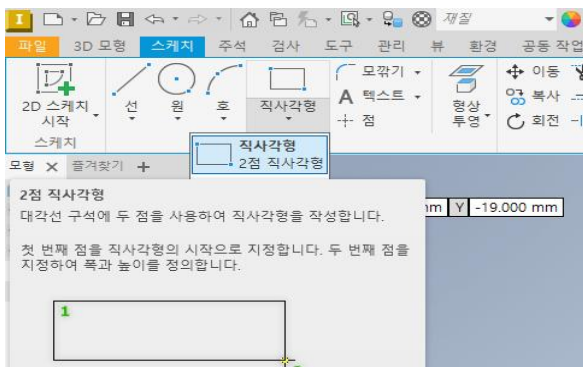 I 재질
파일 3D 모형 스케치 주석 검사 도구 관리 뷰 환경 공동 작업
2D 스케치 시작 선 원 호 직사각형 모깎기 텍스트 점 형상 투영 이동 복사 회전
A
스케치
직사각형
2점 직사각형
모형 × 즐겨찾기 +
2점 직사각형
대각선 구석에 두 점을 사용하여 직사각형을 작성합니다.
mm Y -19.000 mm
첫 번째 점을 직사각형의 시작으로 지정합니다. 두 번째 점을
지정하여 폭과 높이를 정의합니다.
1